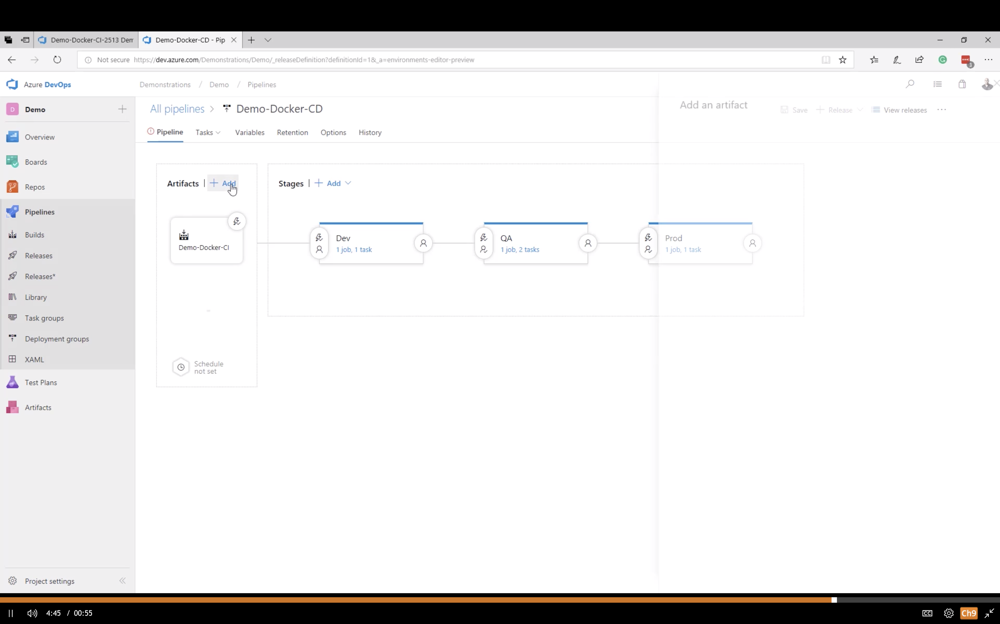 Demo-Docker-CI-2513 Dem
Demo-Docker-CD - Pip
Not secure https://dev.azure.com/Demonstrations/Demo/_releaseDefinition?definitionId=1&_a=environments-editor-preview
3
Azure DevOps
Demonstrations / Demo / Pipelines
D Demo
All pipelines > Demo-Docker-CD
Add an artifact
Save
Release
View releases
Pipeline
Tasks
Variables
Retention
Options
History
Overview
Boards
Repos
Pipelines
Builds
Releases
Releases*
Library
Task groups
Deployment groups
XAML
Test Plans
Artifacts
Artifacts | + Add
Demo-Docker-CI
Schedule
not set
Stages | + Add
Dev
1 job, 1 task
QA
1 job, 2 tasks
Prod
1 job, 1 task
Project settings
4:45 / 00:55
CC
Ch9